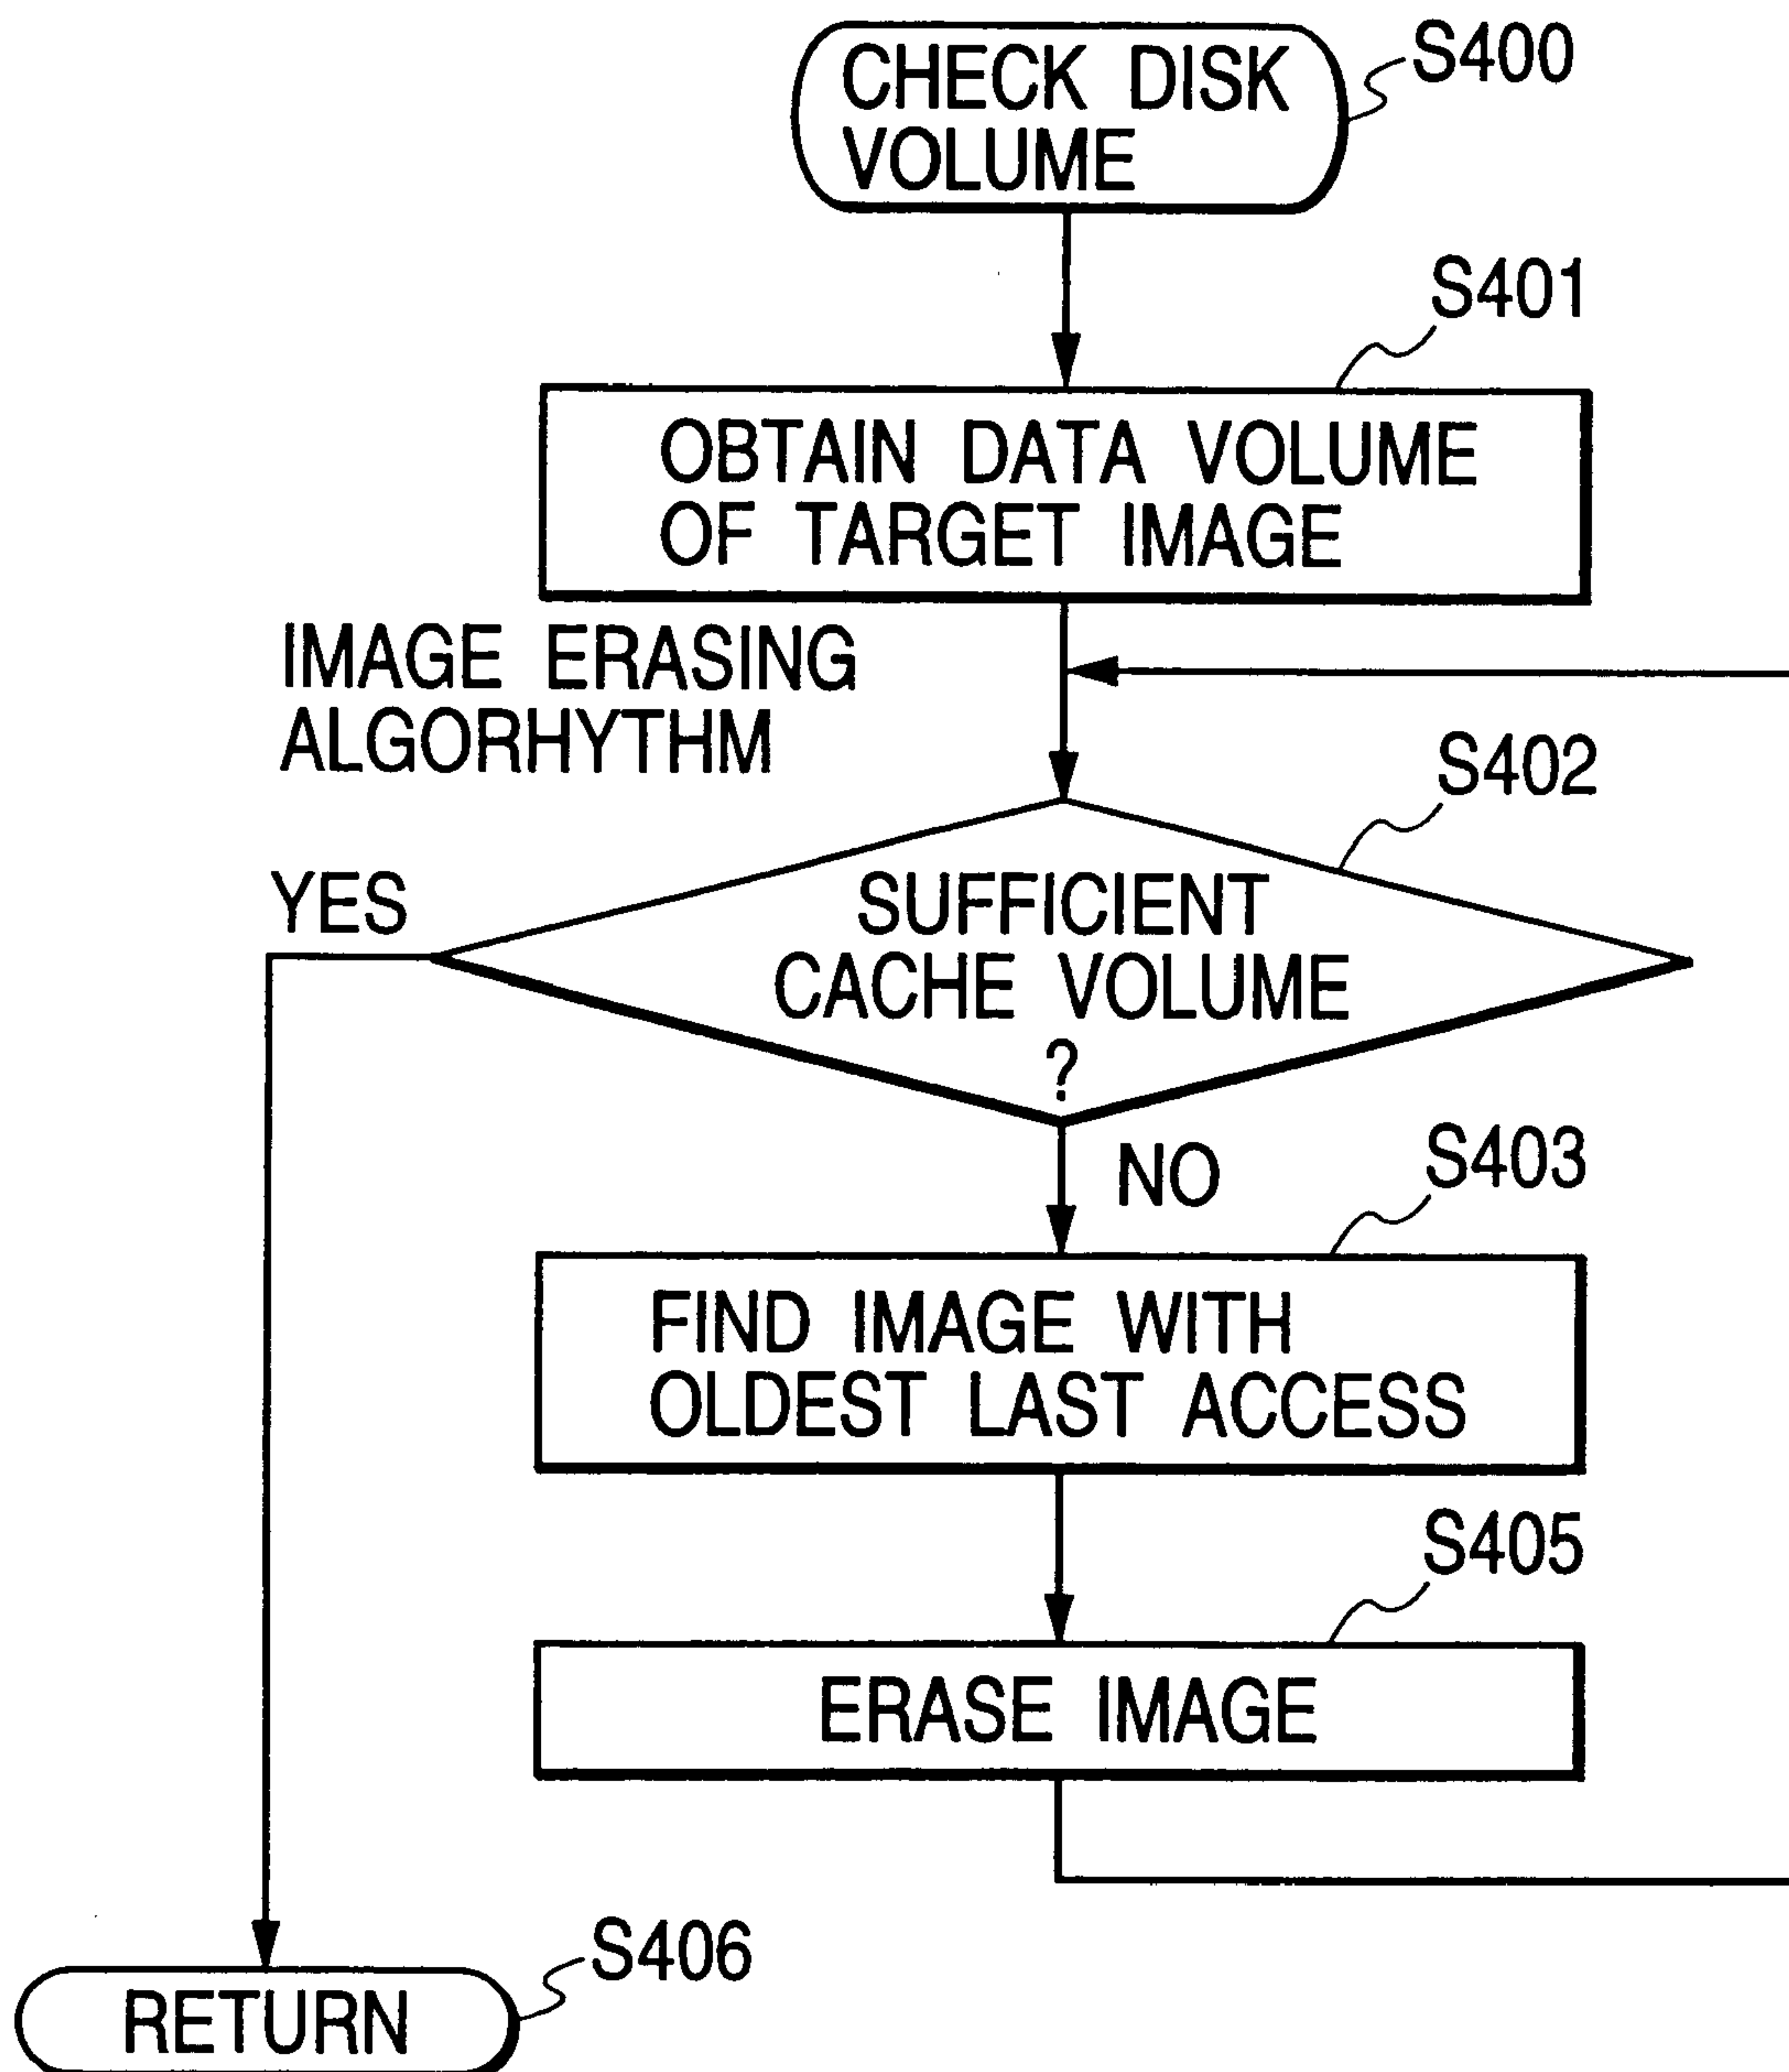 CHECK DISK
VOLUME
S400
S401
OBTAIN DATA VOLUME
OF TARGET IMAGE
IMAGE ERASING
ALGORHYTHM
S402
YES
SUFFICIENT
CACHE VOLUME
?
NO
S403
FIND IMAGE WITH
OLDEST LAST ACCESS
S405
ERASE IMAGE
S406
RETURN